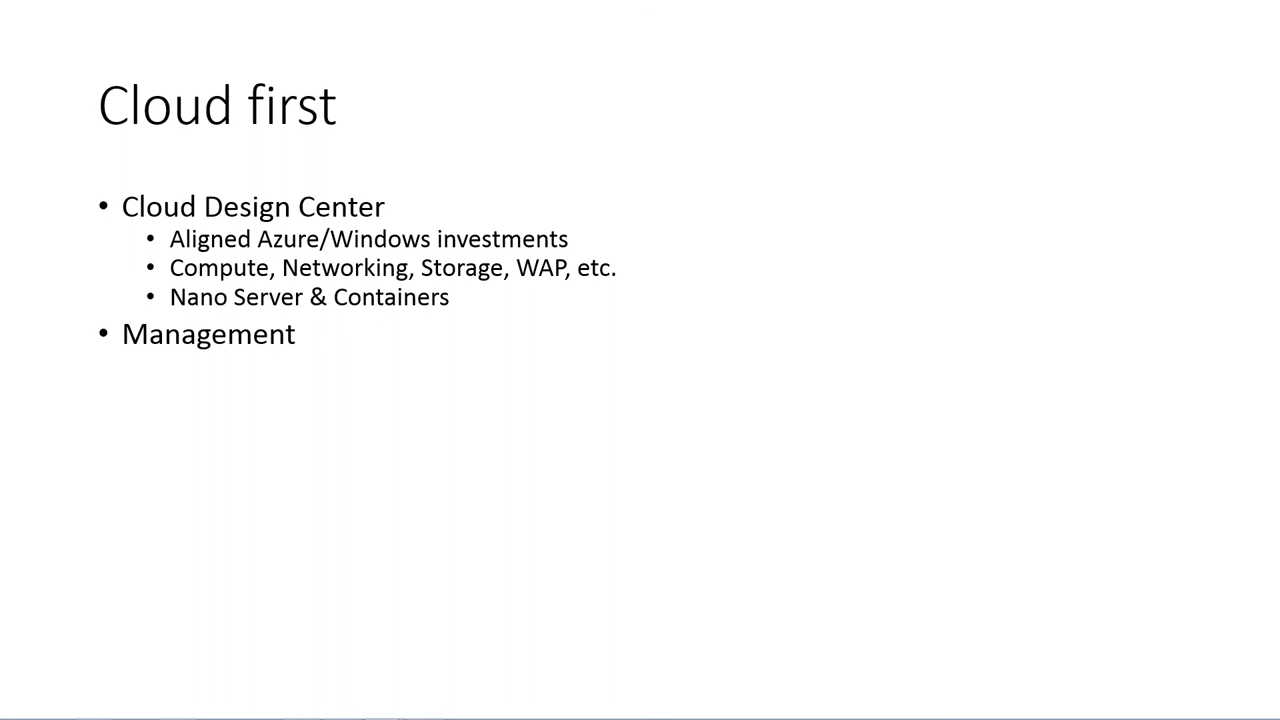 Cloud first
• Cloud Design Center
• Aligned Azure/Windows investments
• Compute, Networking, Storage, WAP, etc.
• Nano Server & Containers
• Management